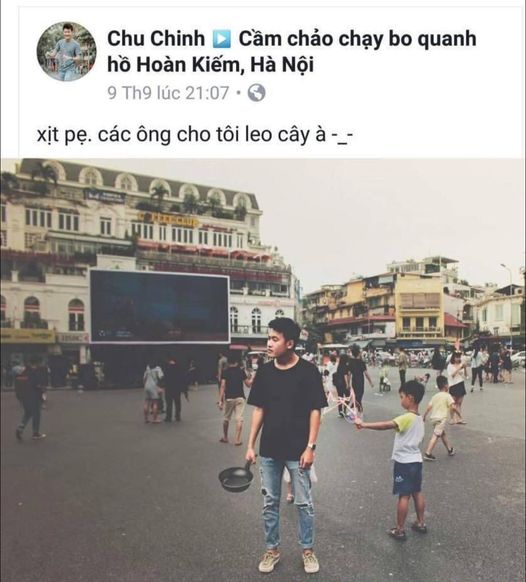 Chu Chinh ▶ Cầm chảo chạy bo quanh
hồ Hoàn Kiếm, Hà Nội
9 Th9 lúc 21:07 •
xịt pẹ. các ông cho tôi leo cây à -_-